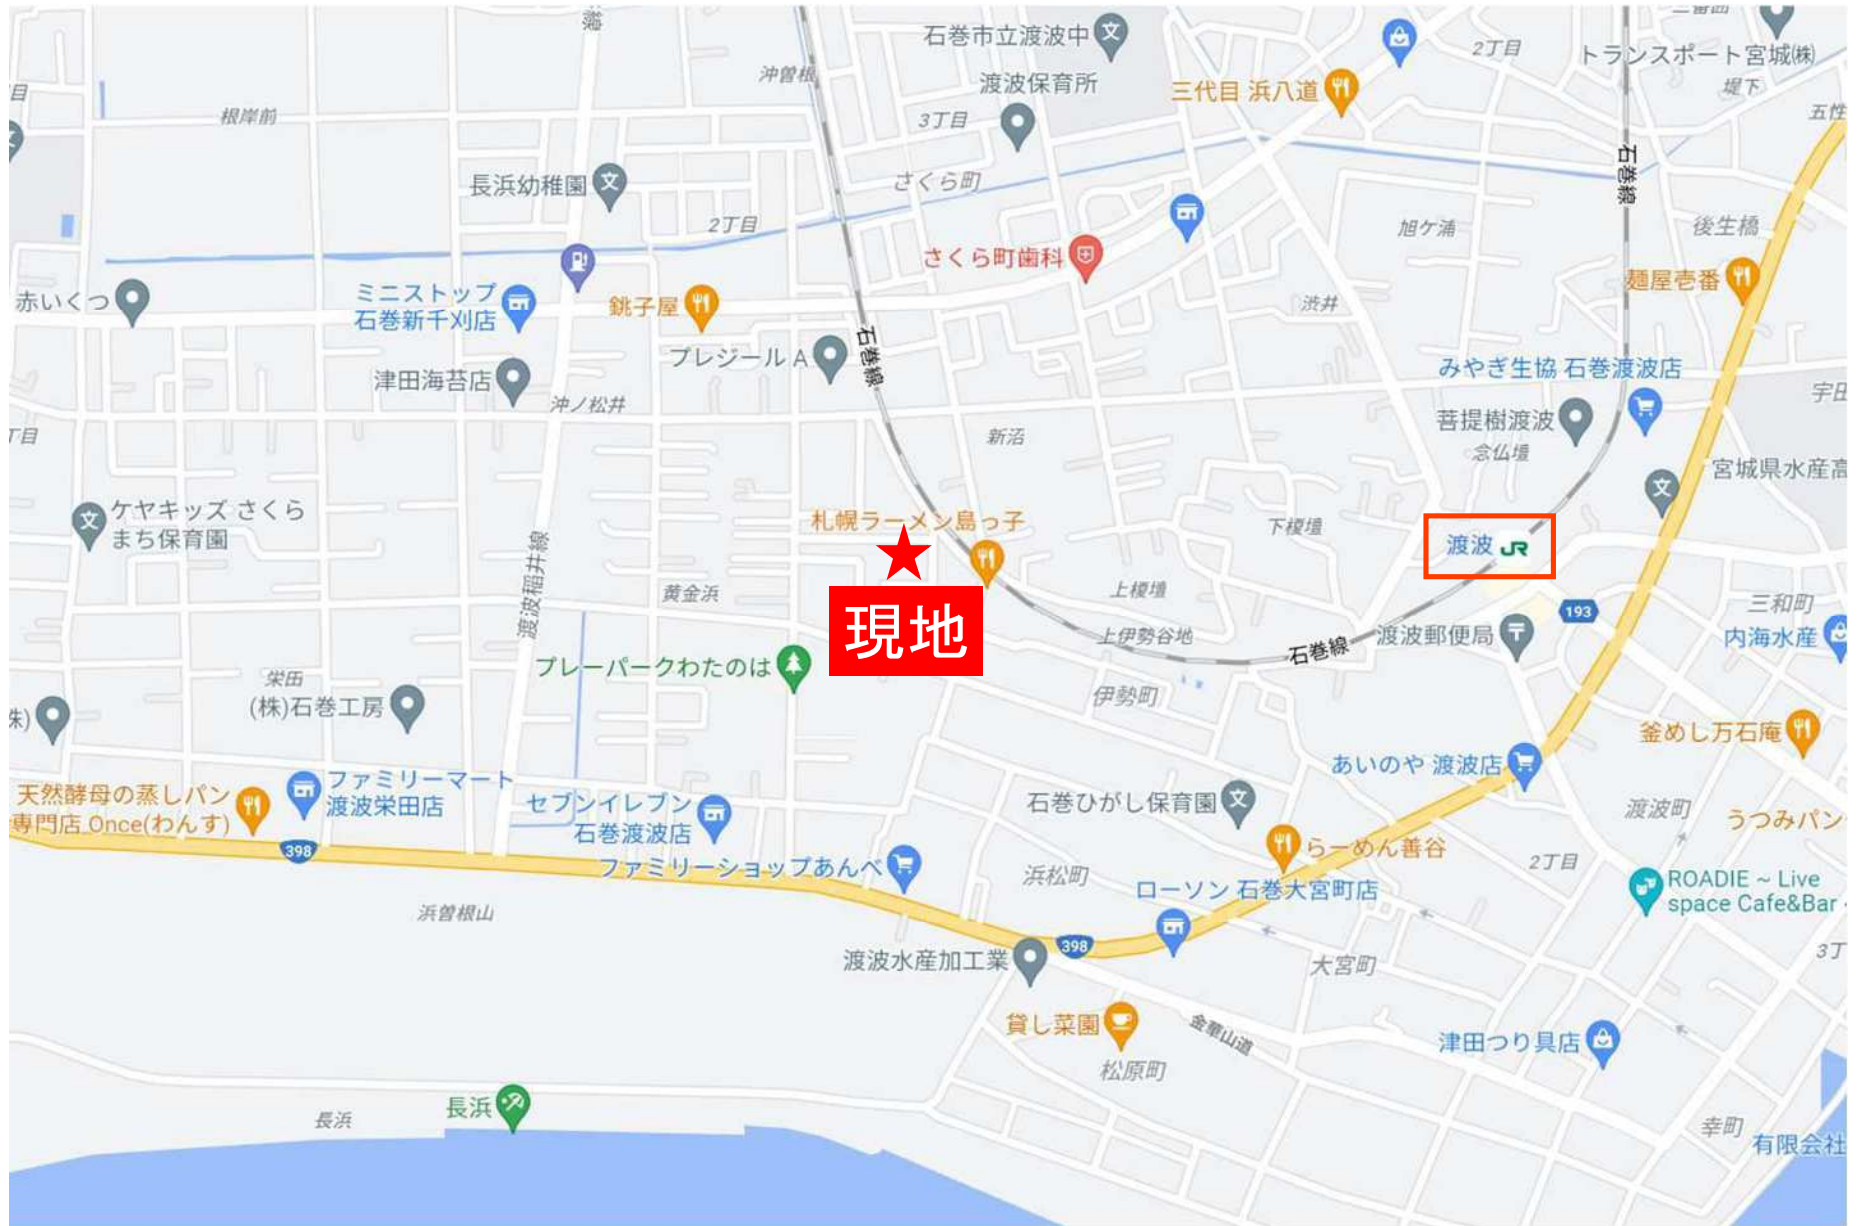 石巻市立渡波中
2丁目
トランスポート宮城㈱
沖曽根
渡波保育所
三代目 浜八道
堤下
根岸前
3丁目
五性
石巻線
長浜幼稚園
さくら町
2丁目
旭ケ浦
後生橋
さくら町歯科
麺屋壱番
赤いくつ
ミニストップ
石巻新千刈店
銚子屋
渋井
石巻線
プレジール A
みやぎ生協 石巻渡波店
津田海苔店
沖ノ松井
宇田
丁目
新沼
菩提樹渡波
念仏壇
宮城県水産高
ケヤキッズ さくら
まち保育園
札幌ラーメン島っ子
下榎壇
渡波 JR
渡波稲井線
黄金浜
上榎壇
193
三和町
現地
上伊勢谷地
石巻線
渡波郵便局
内海水産
プレーパークわたのは
栄田
伊勢町
(株)石巻工房
株)
釜めし万石庵
あいのや 渡波店
天然酵母の蒸しパン
専門店 Once(わんす)
ファミリーマート
渡波栄田店
セブンイレブン
石巻渡波店
石巻ひがし保育園
渡波町
うつみパン
398
らーめん善谷
2丁目
ファミリーショップあんべ
浜松町
ローソン 石巻大宮町店
ROADIE ~ Live
space Cafe&Bar
浜曽根山
398
渡波水産加工業
大宮町
3丁
貸し菜園
金華山道
津田つり具店
松原町
長浜
長浜
幸町
有限会社